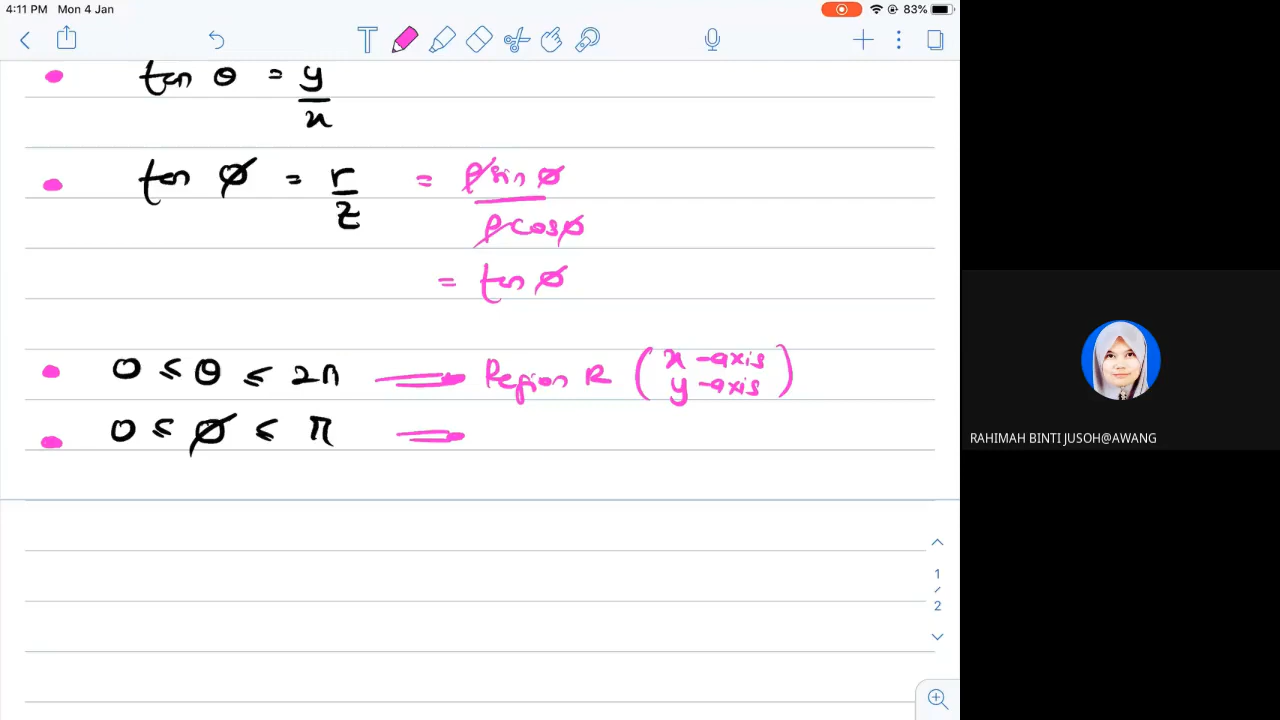 4:11 PM Mon 4 Jan 83%
tan θ = y/x
tan ø = r/z = ρ sin ø / ρ cos ø
= tan ø
0 ≤ θ ≤ 2π Region R ( x-axis y-axis )
0 ≤ ø ≤ π
1
/
2
RAHIMAH BINTI JUSOH@AWANG